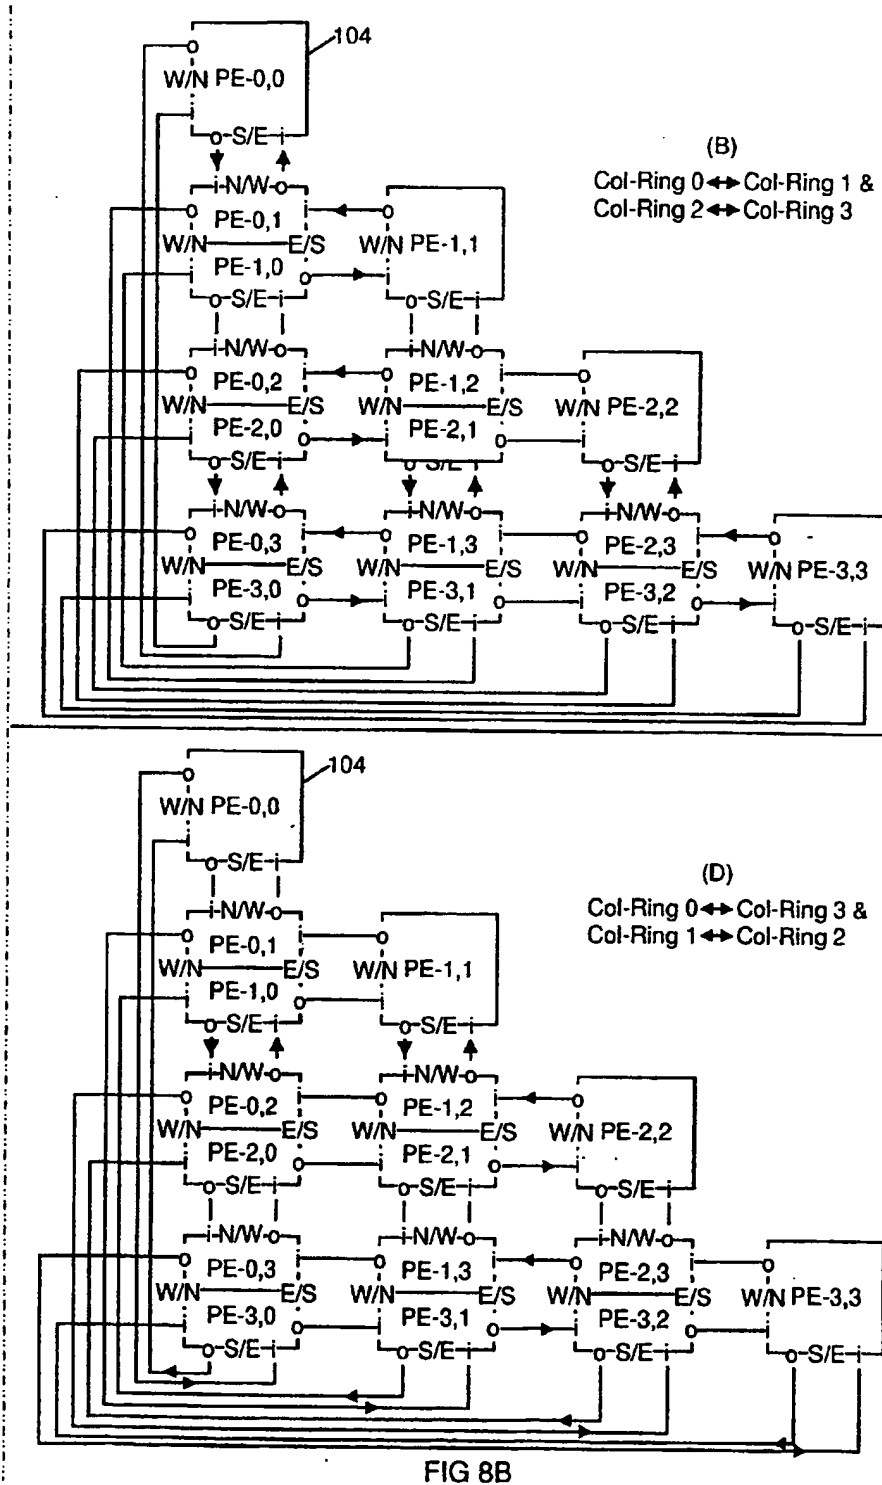 104
W/N PE-0,0
o S/E i
(B)
Col-Ring 0 ↔ Col-Ring 1 &
Col-Ring 2 ↔ Col-Ring 3
i N/W o
o PE-0,1 i o
W/N E/S W/N PE-1,1
PE-1,0 o
o S/E i o S/E i
i N/W o i N/W o
o PE-0,2 i o PE-1,2 i o
W/N E/S W/N E/S W/N PE-2,2
PE-2,0 o PE-2,1 o
o S/E i o S/E i o S/E i
i N/W o i N/W o i N/W o
o PE-0,3 i o PE-1,3 i o PE-2,3 i o
W/N E/S W/N E/S W/N E/S W/N PE-3,3
PE-3,0 o PE-3,1 o PE-3,2 o
o S/E i o S/E i o S/E i o S/E i
104
o
W/N PE-0,0
o S/E i
(D)
Col-Ring 0 ↔ Col-Ring 3 &
Col-Ring 1 ↔ Col-Ring 2
i N/W o
o PE-0,1 i o
W/N E/S W/N PE-1,1
PE-1,0 o
o S/E i o S/E i
i N/W o i N/W o
o PE-0,2 i o PE-1,2 i o
W/N E/S W/N E/S W/N PE-2,2
PE-2,0 o PE-2,1 o
o S/E i o S/E i o S/E i
i N/W o i N/W o i N/W o
o PE-0,3 i o PE-1,3 i o PE-2,3 i o
W/N E/S W/N E/S W/N E/S W/N PE-3,3
PE-3,0 o PE-3,1 o PE-3,2 o
o S/E i o S/E i o S/E i o S/E i
FIG 8B